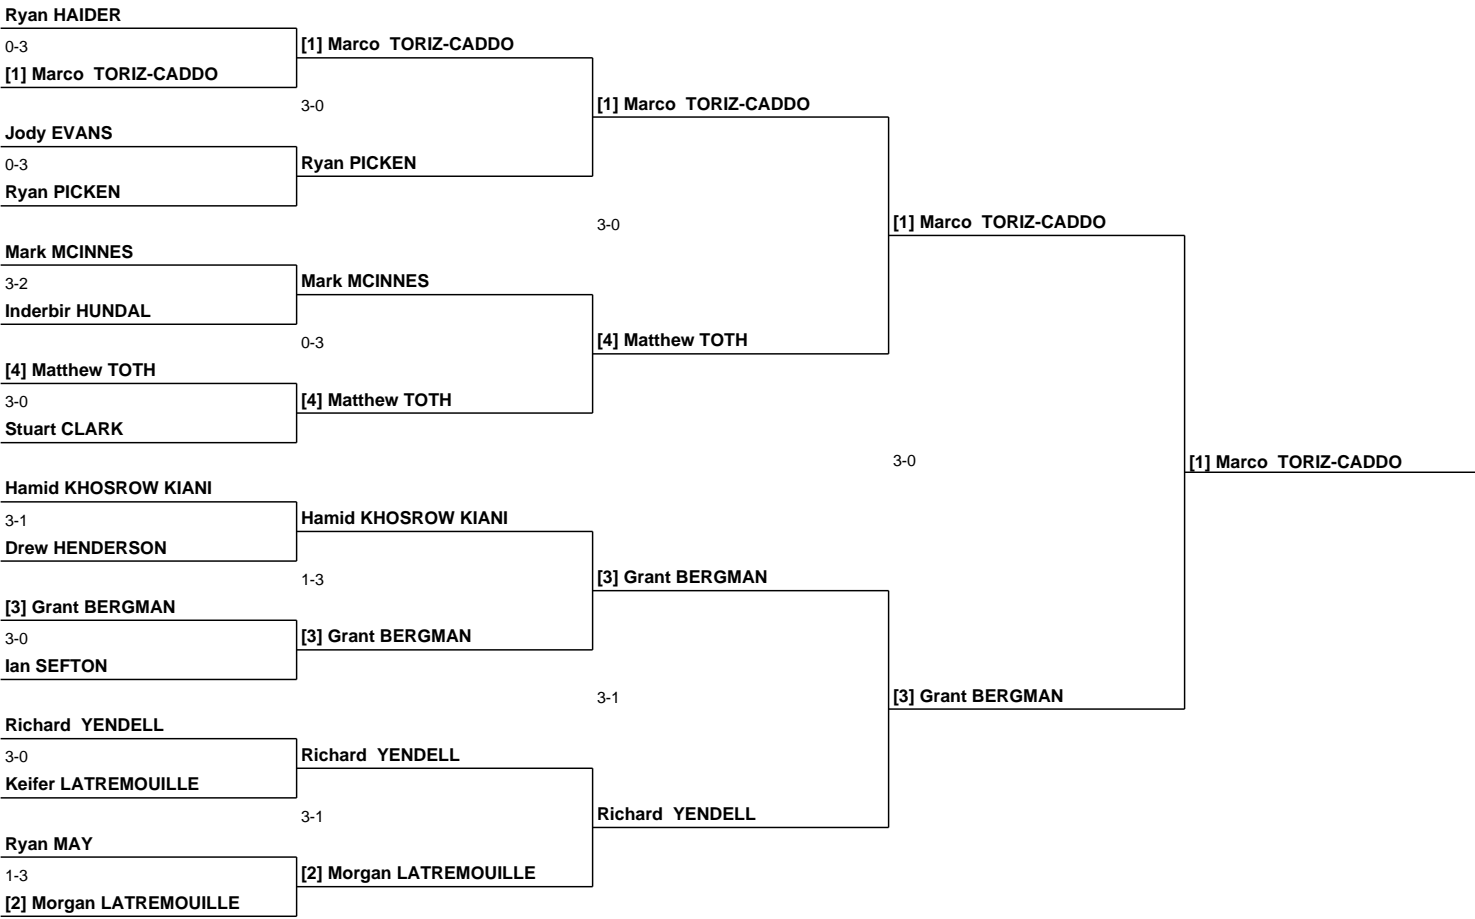 Ryan HAIDER
0-3
[1] Marco  TORIZ-CADDO
[1] Marco  TORIZ-CADDO
3-0
[1] Marco  TORIZ-CADDO
Jody EVANS
0-3
Ryan PICKEN
Ryan PICKEN
3-0
[1] Marco  TORIZ-CADDO
Mark MCINNES
3-2
Mark MCINNES
Inderbir HUNDAL
0-3
[4] Matthew TOTH
[4] Matthew TOTH
3-0
[4] Matthew TOTH
Stuart CLARK
3-0
[1] Marco  TORIZ-CADDO
Hamid KHOSROW KIANI
3-1
Hamid KHOSROW KIANI
Drew HENDERSON
1-3
[3] Grant BERGMAN
[3] Grant BERGMAN
3-0
[3] Grant BERGMAN
Ian SEFTON
3-1
[3] Grant BERGMAN
Richard  YENDELL
3-0
Richard  YENDELL
Keifer LATREMOUILLE
3-1
Richard  YENDELL
Ryan MAY
1-3
[2] Morgan LATREMOUILLE
[2] Morgan LATREMOUILLE